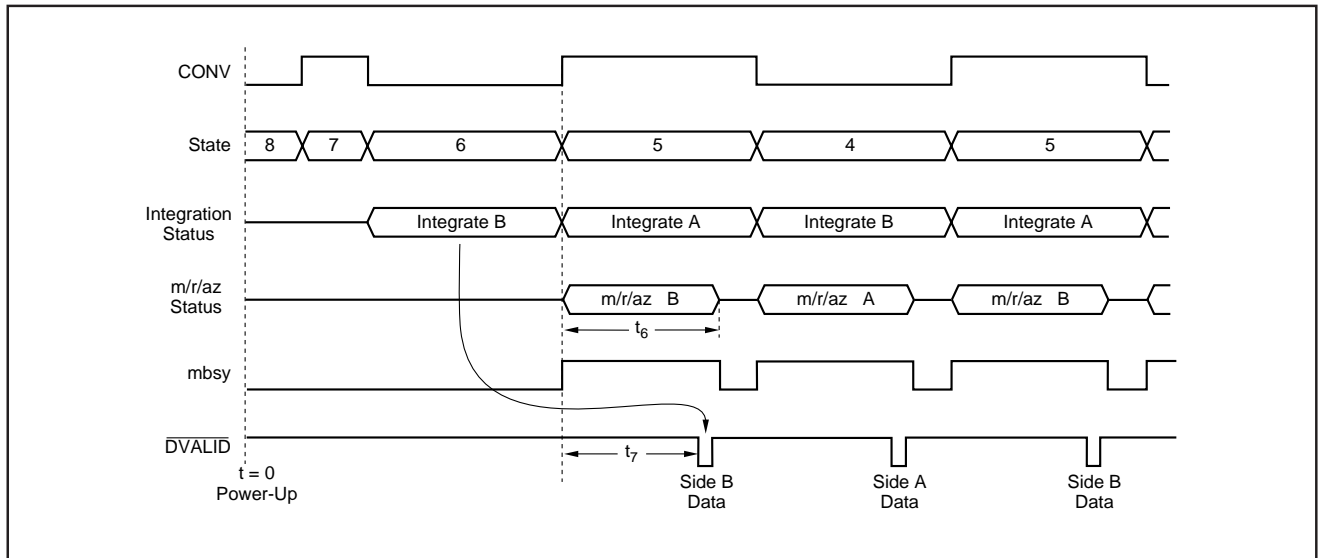 CONV
State
8
7
6
5
4
5
Integration
Status
Integrate B
Integrate A
Integrate B
Integrate A
m/r/az
Status
m/r/az B
m/r/az A
m/r/az B
t6
mbsy
DVALID
t7
t = 0
Power-Up
Side B
Data
Side A
Data
Side B
Data